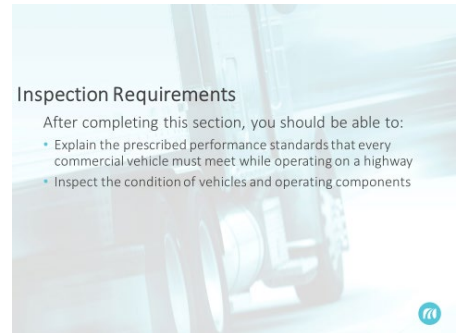 Inspection Requirements
After completing this section, you should be able to:
• Explain the prescribed performance standards that every
commercial vehicle must meet while operating on a highway
• Inspect the condition of vehicles and operating components